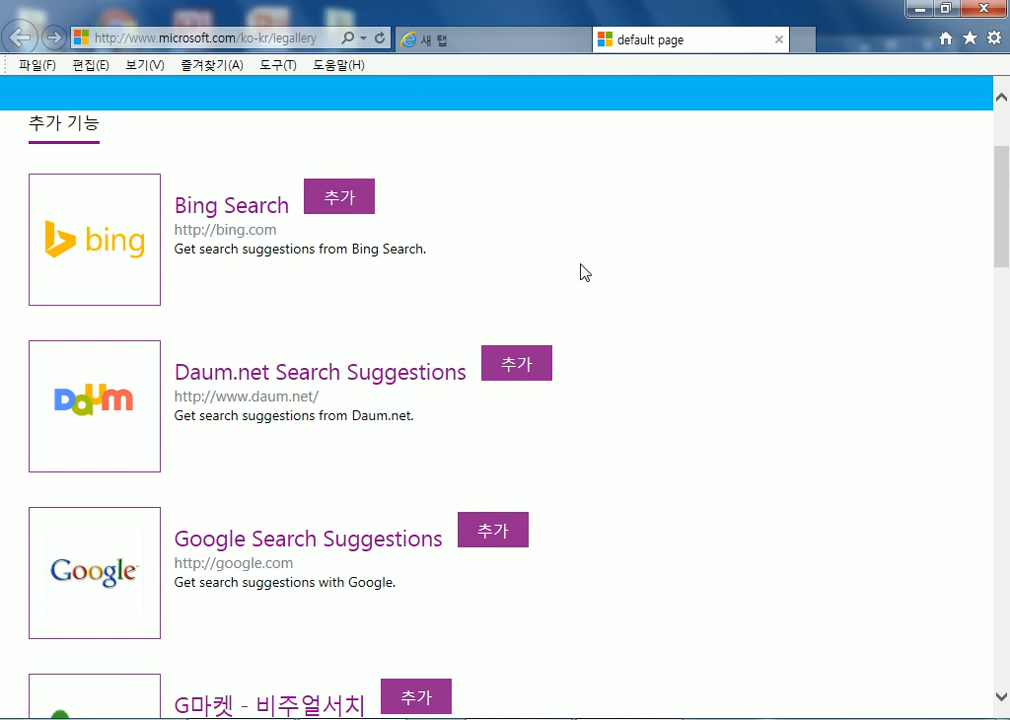 http://www.microsoft.com/ko-kr/iegallery
새 탭
default page
파일(F) 편집(E) 보기(V) 즐겨찾기(A) 도구(T) 도움말(H)
추가 기능
bing
Bing Search
추가
http://bing.com
Get search suggestions from Bing Search.
Daum
Daum.net Search Suggestions
추가
http://www.daum.net/
Get search suggestions from Daum.net.
Google
Google Search Suggestions
추가
http://google.com
Get search suggestions with Google.
G마켓 - 비주얼서치
추가